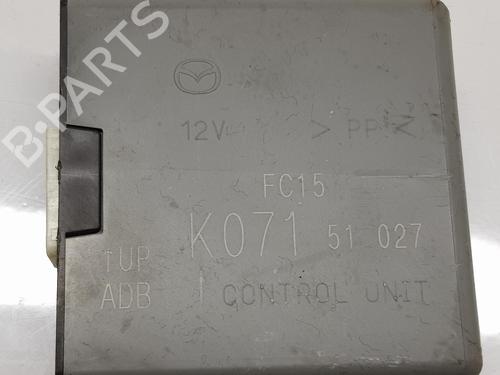 B-PARTS
12V
> PP <
FC15
K071 51 027
TUP
ADB I CONTROL UNIT